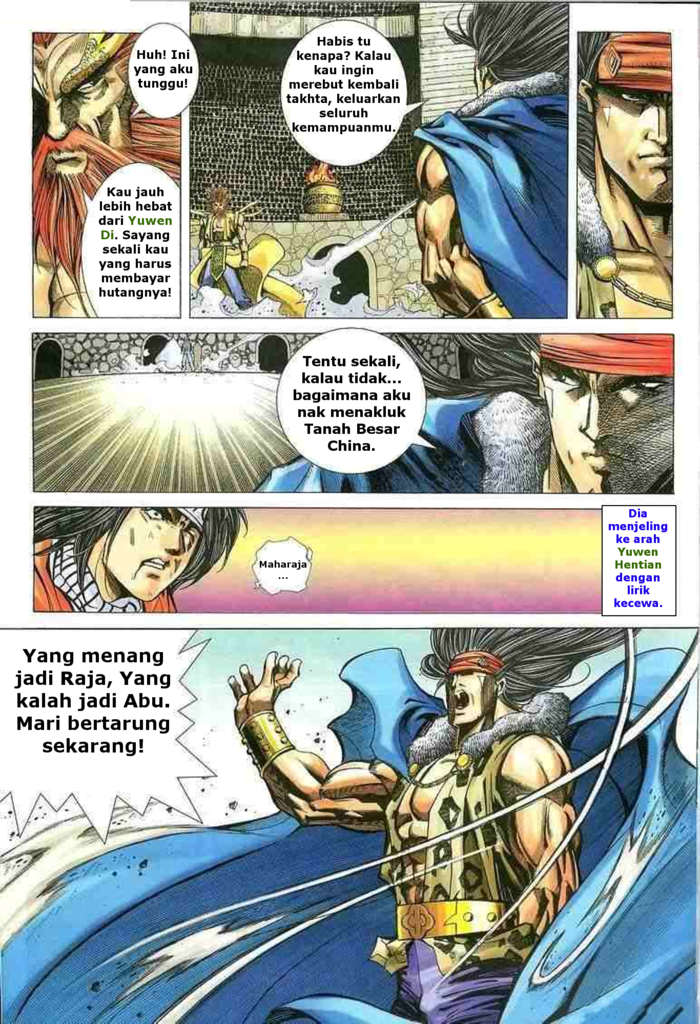 Huh! Ini
yang aku
tunggu!
Kau jauh
lebih hebat
dari Yuwen
Di. Sayang
sekali kau
yang harus
membayar
hutangnya!
Habis tu
kenapa? Kalau
kau ingin
merebut kembali
takhta, keluarkan
seluruh
kemampuanmu.
Tentu sekali,
kalau tidak...
bagaimana aku
nak menakluk
Tanah Besar
China.
Maharaja
...
Dia
menjeling
ke arah
Yuwen
Hentian
dengan
lirik
kecewa.
Yang menang
jadi Raja, Yang
kalah jadi Abu.
Mari bertarung
sekarang!